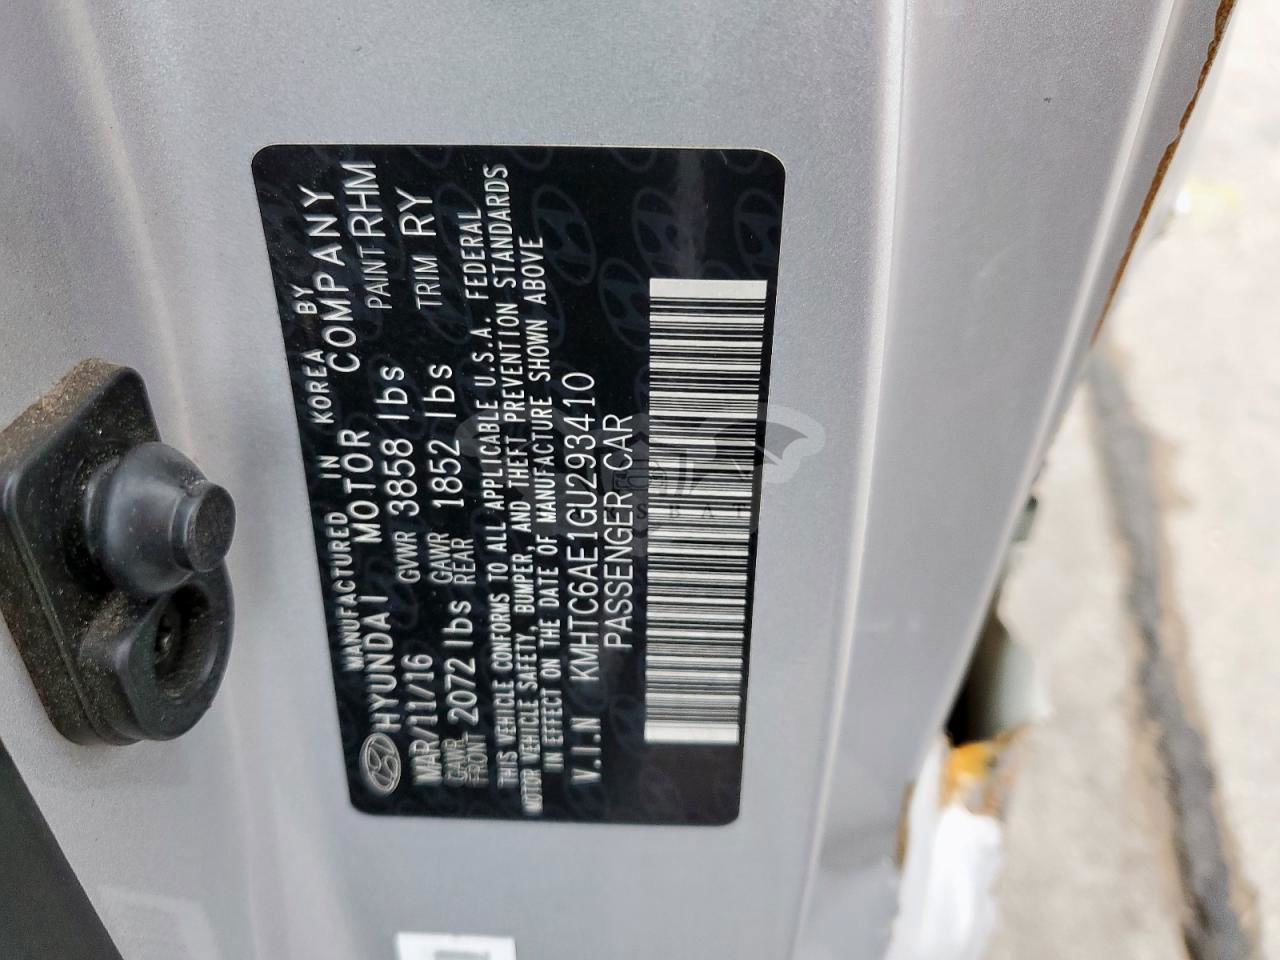 MANUFACTURED IN KOREA BY
HYUNDAI MOTOR COMPANY
MAR/11/16 GVWR 3858 lbs PAINT RHM
GAWR FRONT 2072 lbs GAWR REAR 1852 lbs TRIM RY
THIS VEHICLE CONFORMS TO ALL APPLICABLE U.S.A. FEDERAL
MOTOR VEHICLE SAFETY, BUMPER, AND THEFT PREVENTION STANDARDS
IN EFFECT ON THE DATE OF MANUFACTURE SHOWN ABOVE
V.I.N KMHTC6AE1GU293410
PASSENGER CAR